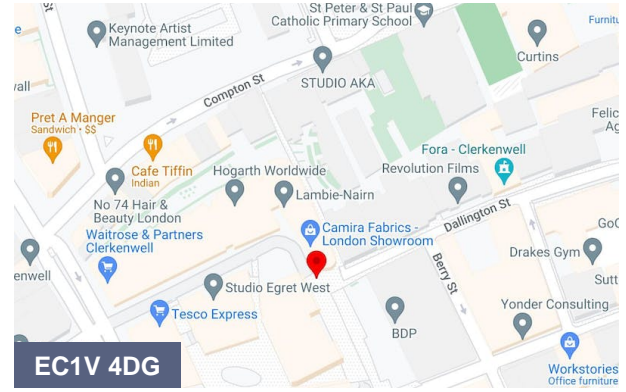 St
St Peter & St Paul
Catholic Primary School
Keynote Artist
Management Limited
Furnitu
e
Curtins
vall
STUDIO AKA
Compton St
Pret A Manger
Sandwich • $$
Felic
Ag
Fora - Clerkenwell
Cafe Tiffin
Indian
Hogarth Worldwide
Revolution Films
Lambie-Nairn
No 74 Hair &
Beauty London
Dallington St
Camira Fabrics -
London Showroom
Waitrose & Partners
Clerkenwell
GoC
Drakes Gym
enwell
Berry St
Sutt
Studio Egret West
Yonder Consulting
Tesco Express
BDP
EC1V 4DG
Workstories
Office furniture